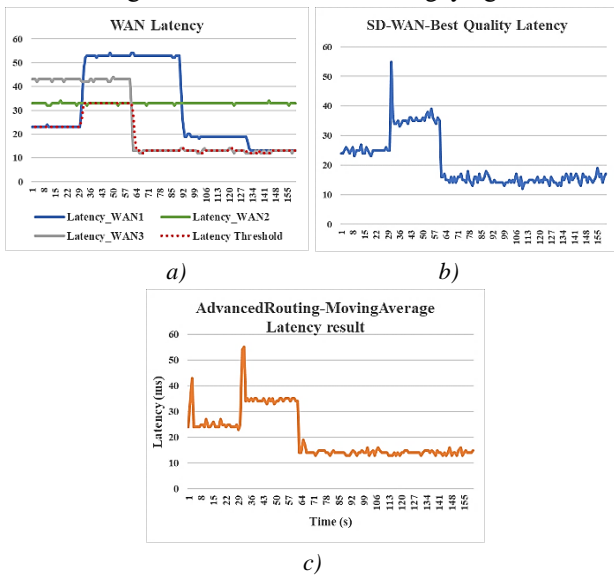 WAN Latency
60
50
40
30
20
10
0
1 8 15 22 29 36 43 50 57 64 71 78 85 92 99 106 113 120 127 134 141 148 155
Latency_WAN1 Latency_WAN2
Latency_WAN3 Latency Threshold
a)
SD-WAN-Best Quality Latency
60
50
40
30
20
10
0
1 8 15 22 29 36 43 50 57 64 71 78 85 92 99 106 113 120 127 134 141 148 155
b)
AdvancedRouting-MovingAverage
Latency result
Latency (ms)
60
50
40
30
20
10
0
1 8 15 22 29 36 43 50 57 64 71 78 85 92 99 106 113 120 127 134 141 148 155
Time (s)
c)